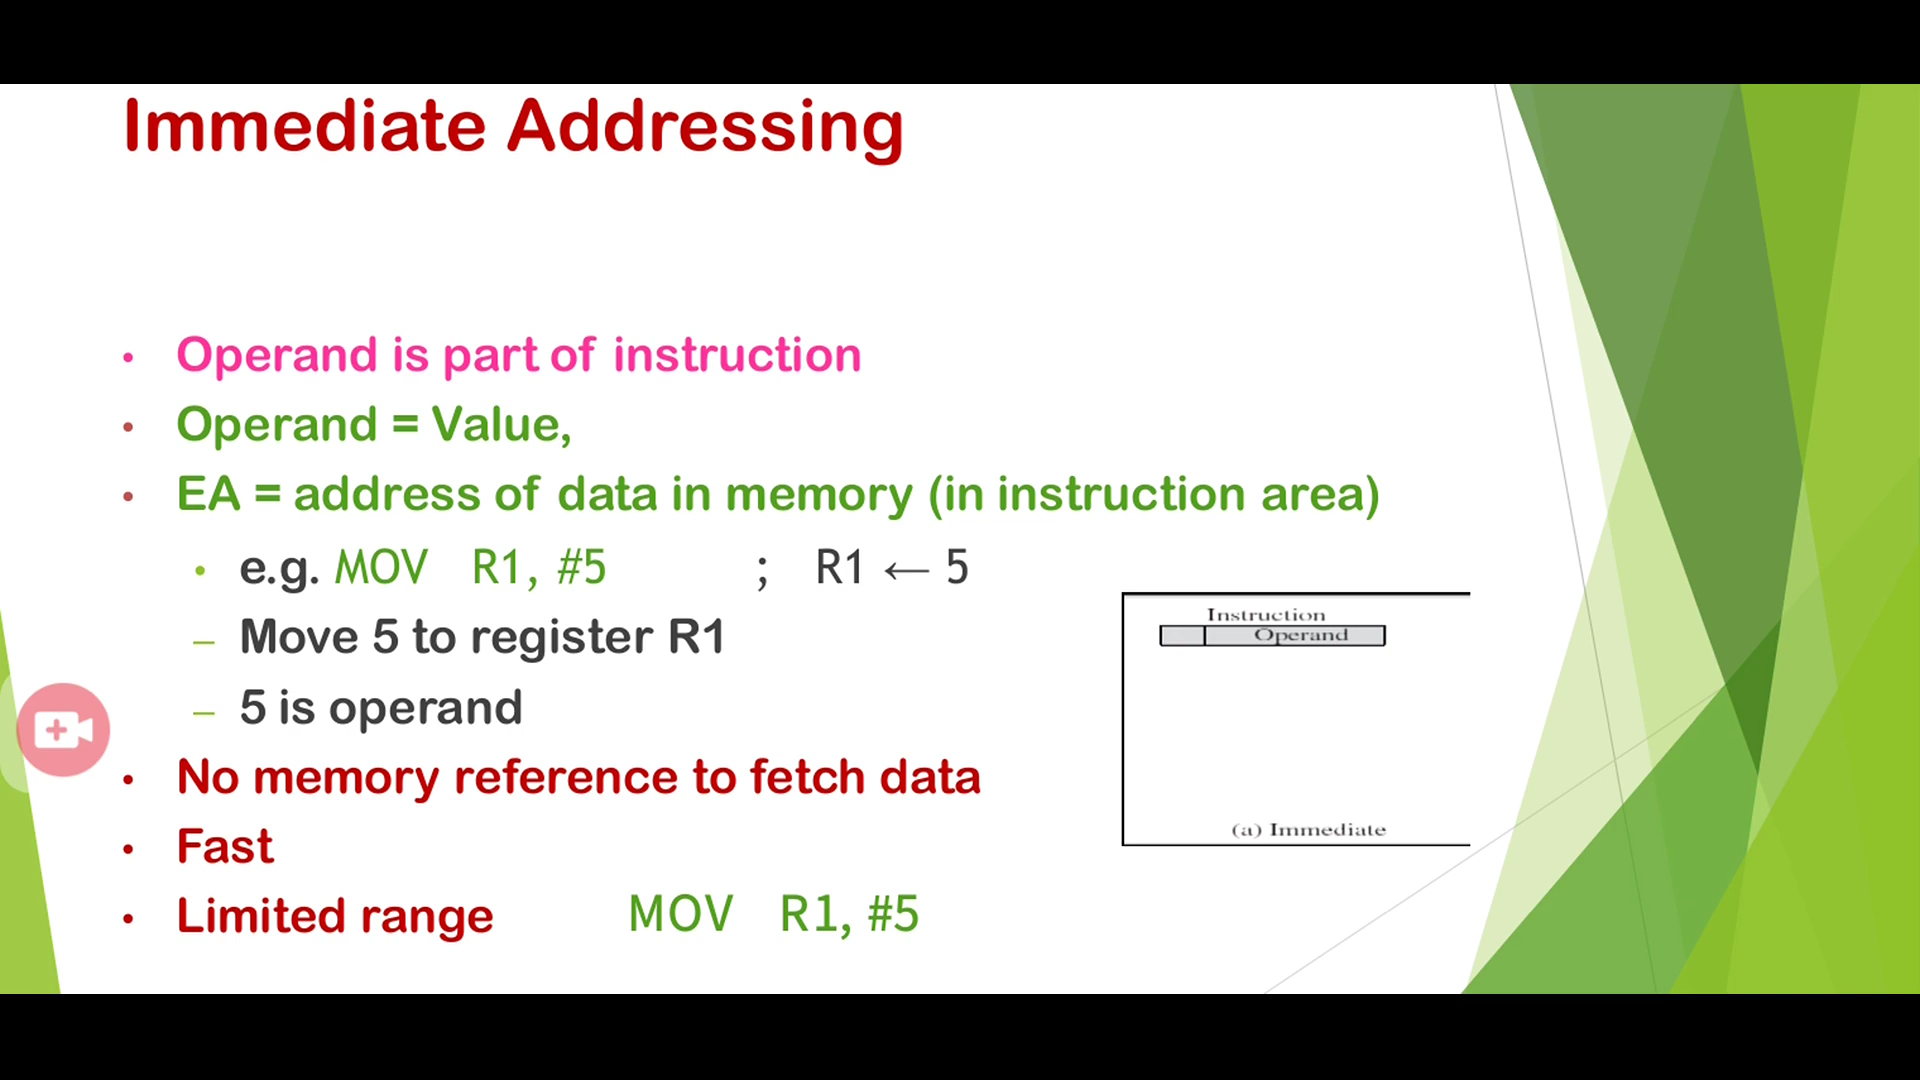 Immediate Addressing
• Operand is part of instruction
• Operand = Value,
• EA = address of data in memory (in instruction area)
• e.g. MOV R1, #5 ; R1 ← 5
– Move 5 to register R1
– 5 is operand
• No memory reference to fetch data
• Fast
• Limited range MOV R1, #5
Instruction
Operand
(a) Immediate